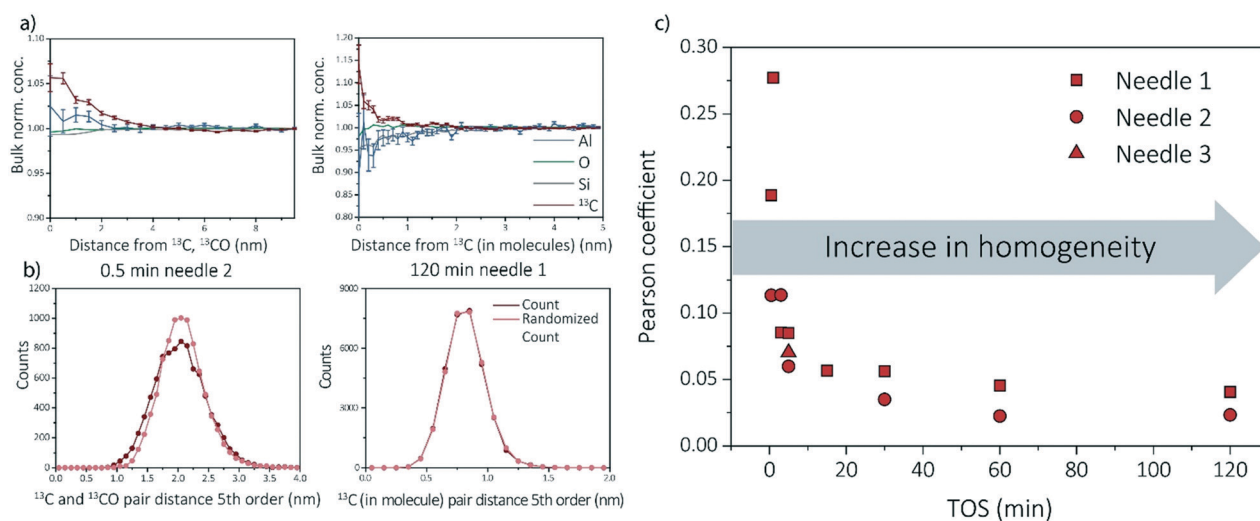 a)
1.10
1.05
1.00
0.95
0.90
Bulk norm. conc.
0
2
4
6
8
Distance from ¹³C, ¹³CO (nm)
1.20
1.15
1.10
1.05
1.00
0.95
0.90
0.85
0.80
Bulk norm. conc.
Al
O
Si
¹³C
0
1
2
3
4
5
Distance from ¹³C (in molecules) (nm)
b)
0.5 min needle 2
1200
1000
800
600
400
200
0
Counts
0.0 0.5 1.0 1.5 2.0 2.5 3.0 3.5 4.0
¹³C and ¹³CO pair distance 5th order (nm)
120 min needle 1
9000
6000
3000
0
Counts
Count
Randomized
Count
0.0 0.5 1.0 1.5 2.0
¹³C (in molecule) pair distance 5th order (nm)
c)
0.30
0.25
0.20
0.15
0.10
0.05
0.00
Pearson coefficient
Needle 1
Needle 2
Needle 3
Increase in homogeneity
0 20 40 60 80 100 120
TOS (min)